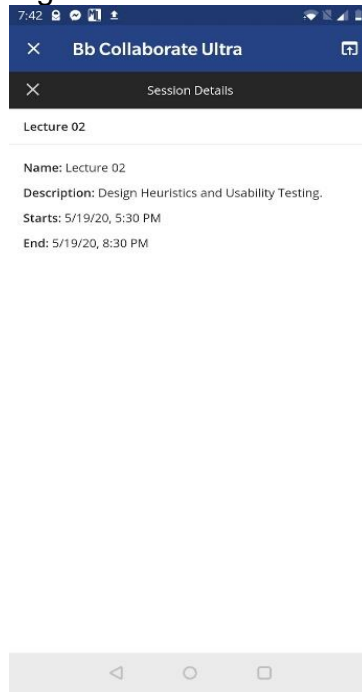 7:42
Bb Collaborate Ultra
Session Details
Lecture 02
Name: Lecture 02
Description: Design Heuristics and Usability Testing.
Starts: 5/19/20, 5:30 PM
End: 5/19/20, 8:30 PM